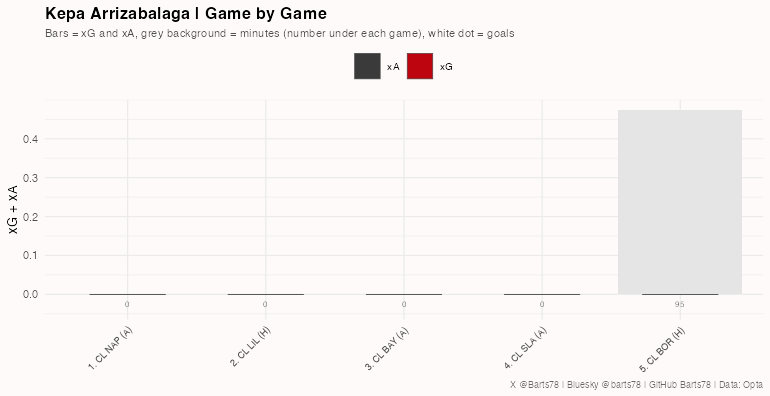 Kepa Arrizabalaga | Game by Game
Bars = xG and xA, grey background = minutes (number under each game), white dot = goals
xA xG
xG + xA
0.4
0.3
0.2
0.1
0.0
0 0 0 0 95
1. CL NAP (A) 2. CL LIL (H) 3. CL BAY (A) 4. CL SLA (A) 5. CL BOR (H)
X @Barts78 | Bluesky @barts78 | GitHub Barts78 | Data: Opta